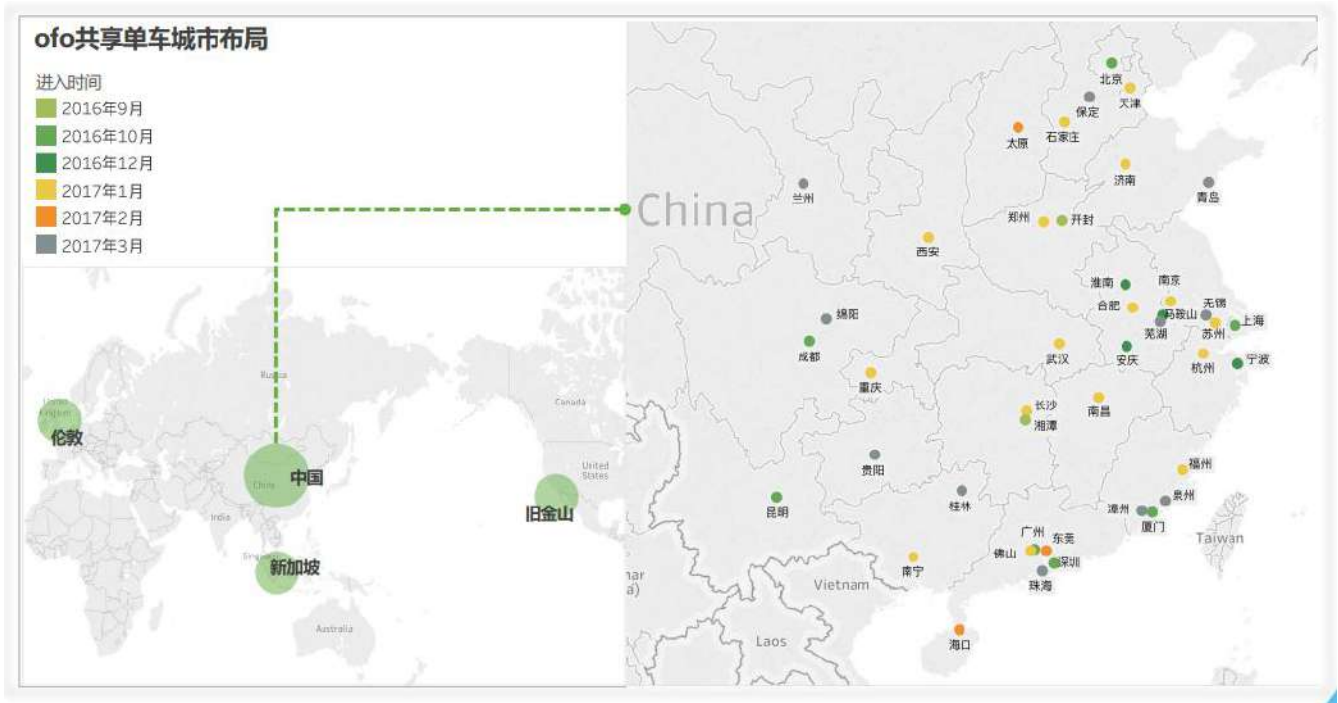 ofo共享单车城市布局
进入时间
2016年9月
2016年10月
2016年12月
2017年1月
2017年2月
2017年3月
Russia
Canada
United
States
China
India
Australia
伦敦
中国
旧金山
新加坡
China
北京
天津
保定
石家庄
太原
济南
青岛
兰州
郑州
开封
西安
淮南
南京
合肥
马鞍山
无锡
芜湖
苏州
上海
绵阳
成都
武汉
安庆
杭州
宁波
重庆
长沙
湘潭
南昌
贵阳
福州
昆明
桂林
泉州
漳州
厦门
Taiwan
广州
东莞
佛山
深圳
南宁
珠海
Vietnam
Laos
海口